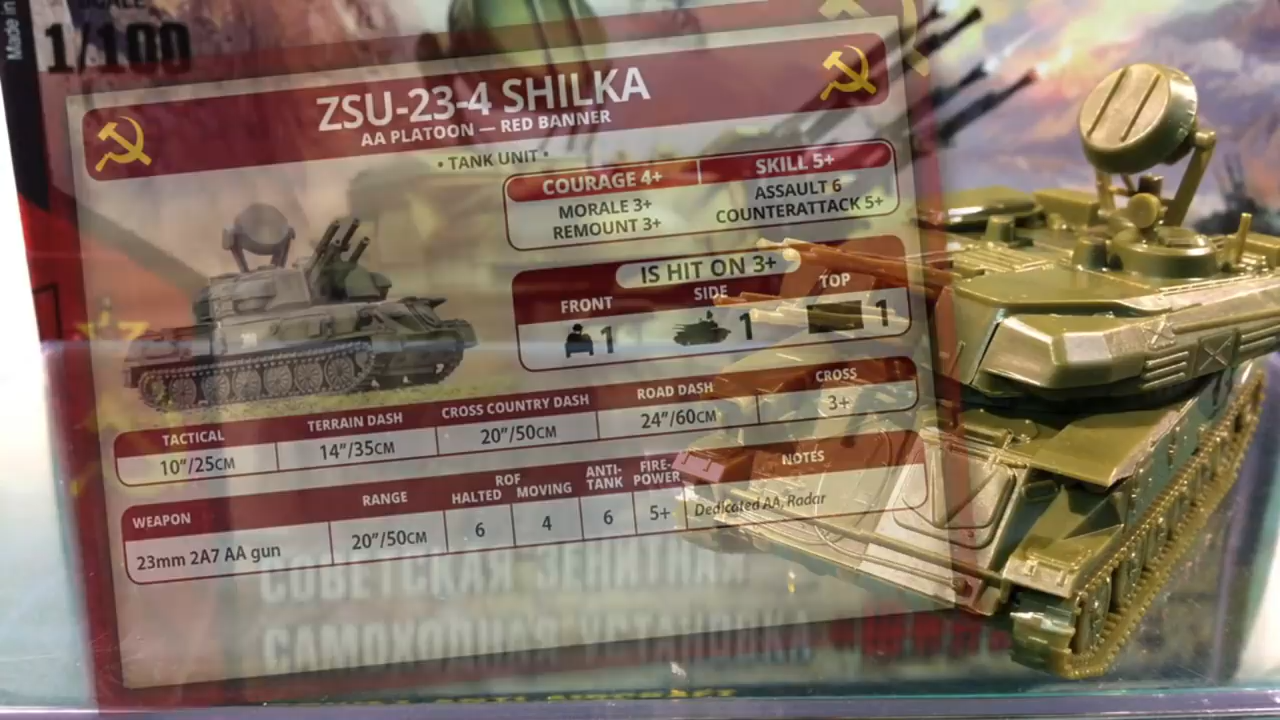 Made in
SCALE
1/100
ZSU-23-4 SHILKA
AA PLATOON — RED BANNER
• TANK UNIT •
COURAGE 4+ SKILL 5+
MORALE 3+ ASSAULT 6
REMOUNT 3+ COUNTERATTACK 5+
IS HIT ON 3+
FRONT SIDE TOP
1 1 1
TACTICAL TERRAIN DASH CROSS COUNTRY DASH ROAD DASH CROSS
10"/25CM 14"/35CM 20"/50CM 24"/60CM 3+
WEAPON RANGE ROF HALTED MOVING ANTI-TANK FIRE-POWER NOTES
23mm 2A7 AA gun 20"/50CM 6 4 6 5+ Dedicated AA, Radar
СОВЕТСКАЯ ЗЕНИТНАЯ
САМОХОДНАЯ УСТАНОВКА